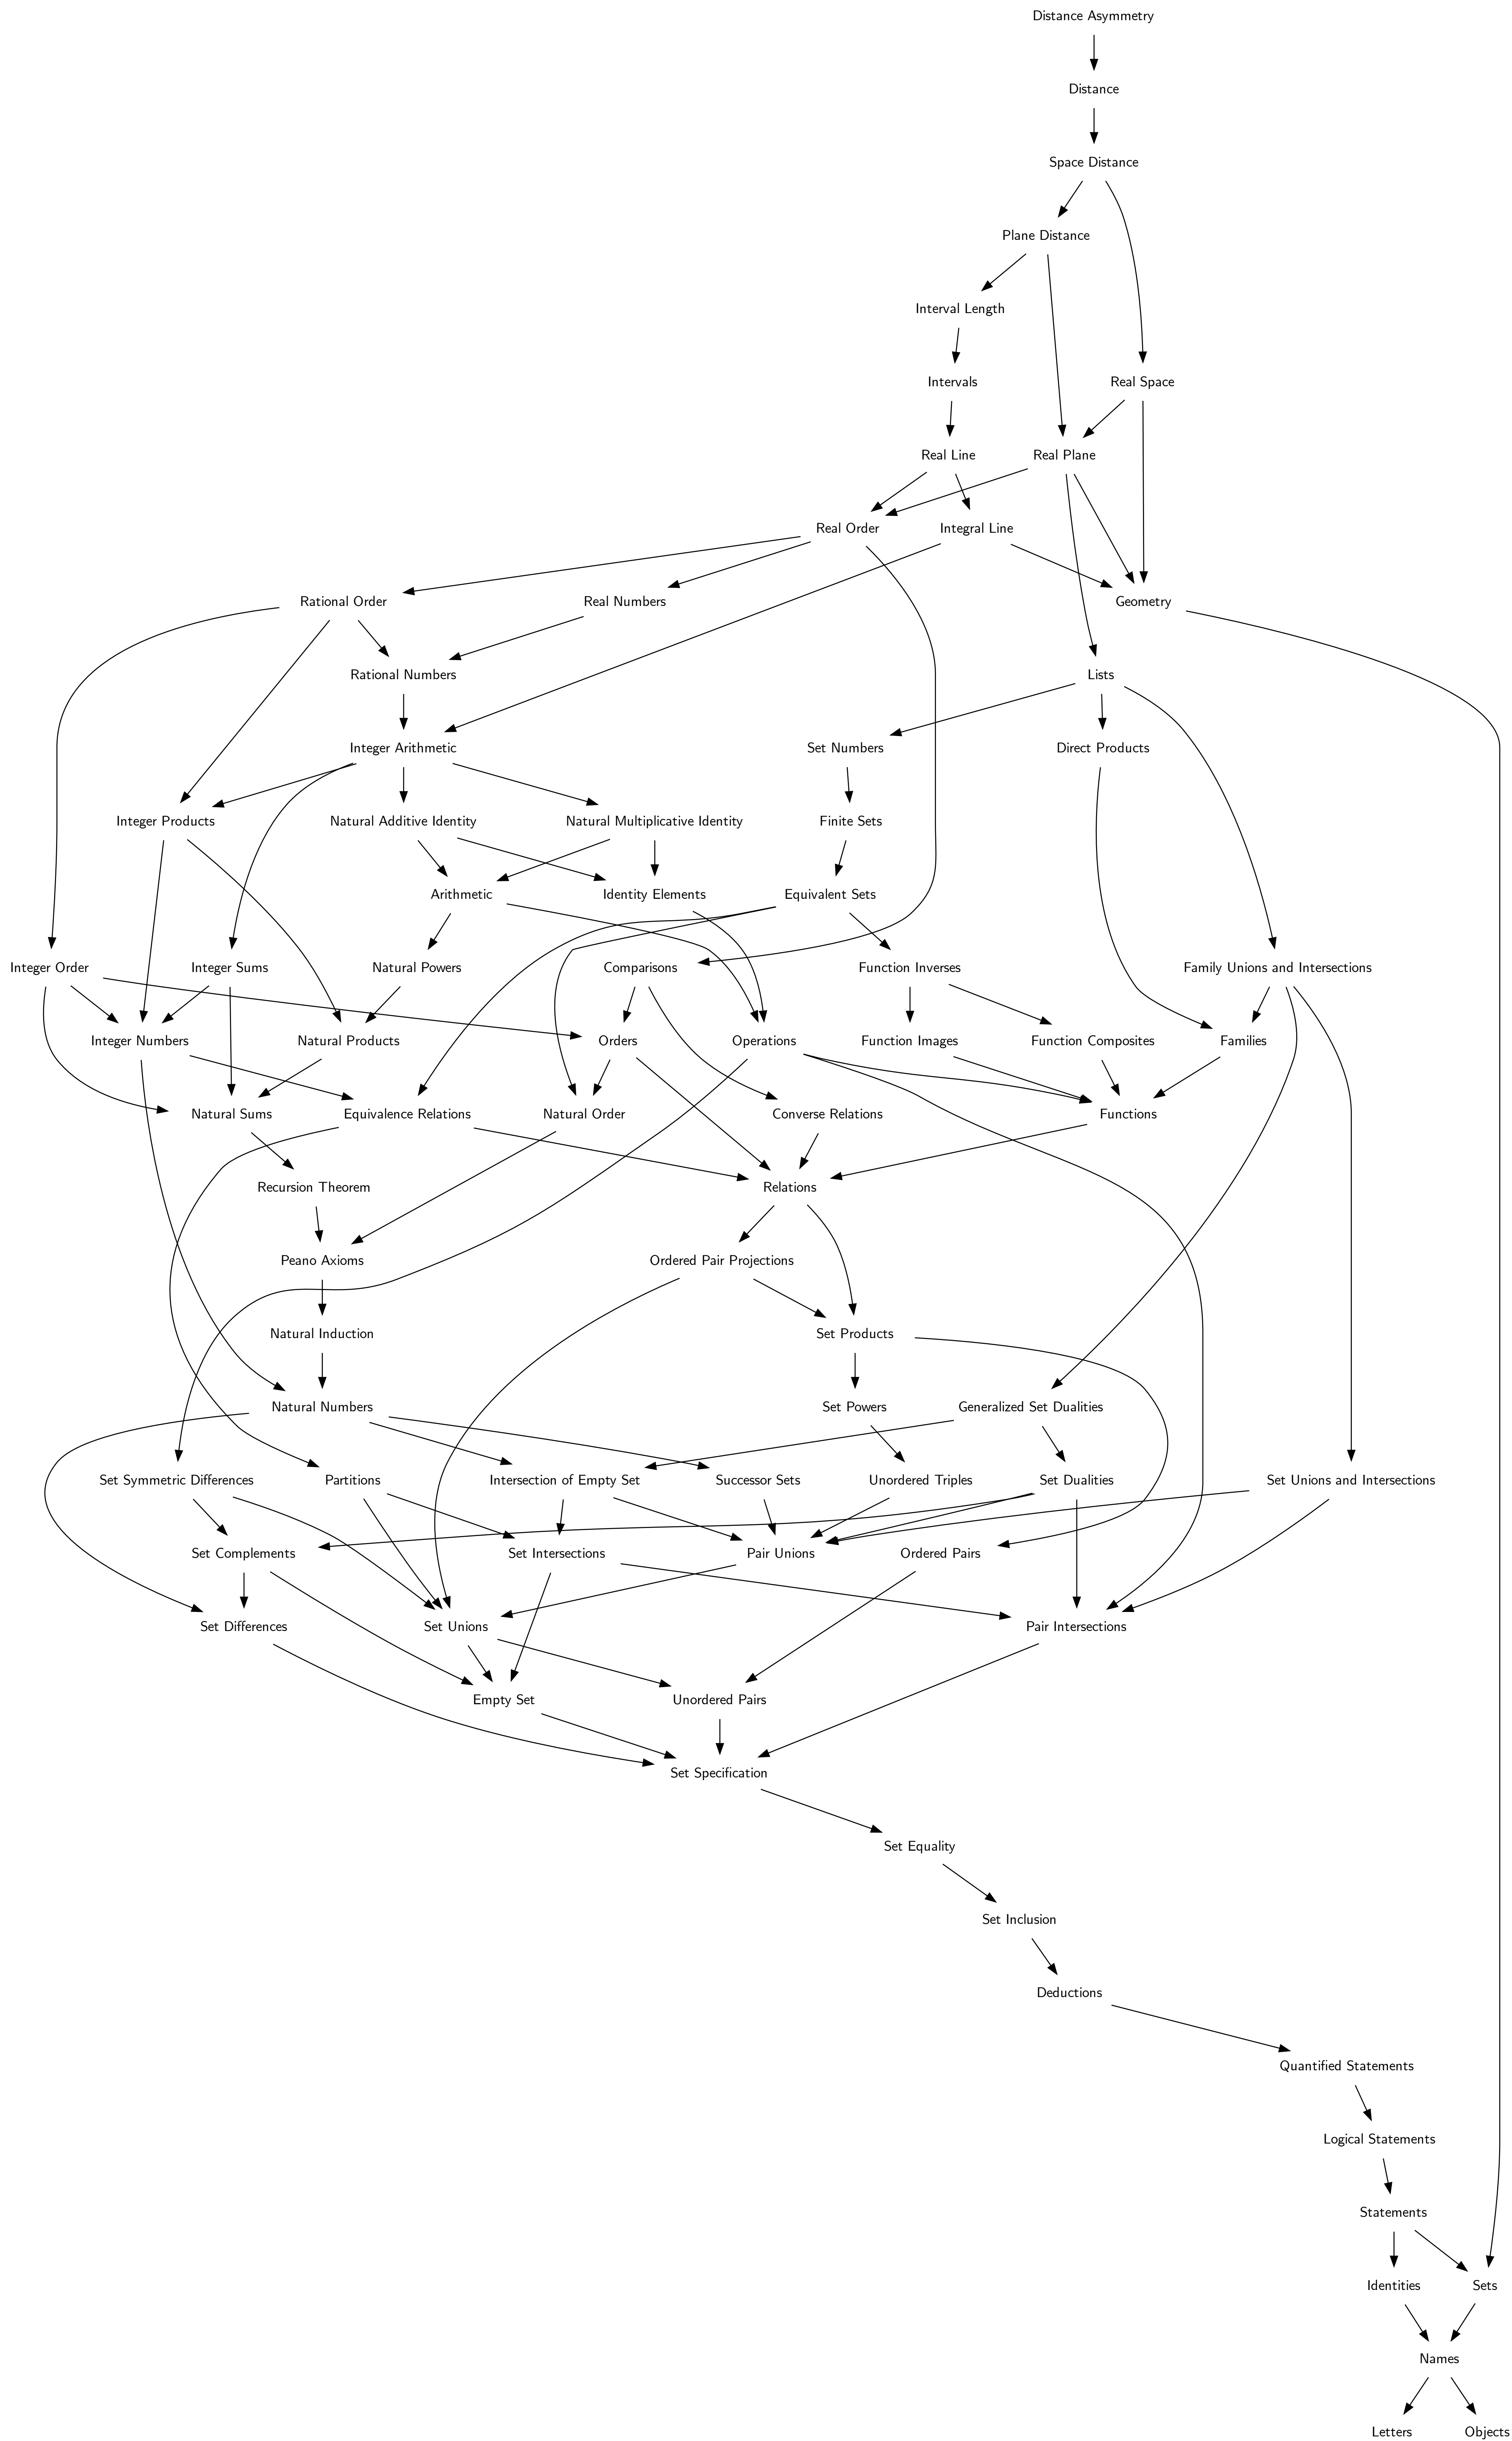 Distance Asymmetry
Distance
Space Distance
Plane Distance
Interval Length
Intervals
Real Space
Real Line
Real Plane
Real Order
Integral Line
Rational Order
Real Numbers
Geometry
Rational Numbers
Lists
Integer Arithmetic
Set Numbers
Direct Products
Integer Products
Natural Additive Identity
Natural Multiplicative Identity
Finite Sets
Arithmetic
Identity Elements
Equivalent Sets
Integer Order
Integer Sums
Natural Powers
Comparisons
Function Inverses
Family Unions and Intersections
Integer Numbers
Natural Products
Orders
Operations
Function Images
Function Composites
Families
Natural Sums
Equivalence Relations
Natural Order
Converse Relations
Functions
Recursion Theorem
Relations
Peano Axioms
Ordered Pair Projections
Natural Induction
Set Products
Natural Numbers
Set Powers
Generalized Set Dualities
Set Symmetric Differences
Partitions
Intersection of Empty Set
Successor Sets
Unordered Triples
Set Dualities
Set Unions and Intersections
Set Complements
Set Intersections
Pair Unions
Ordered Pairs
Set Differences
Set Unions
Pair Intersections
Empty Set
Unordered Pairs
Set Specification
Set Equality
Set Inclusion
Deductions
Quantified Statements
Logical Statements
Statements
Identities
Sets
Names
Letters
Objects